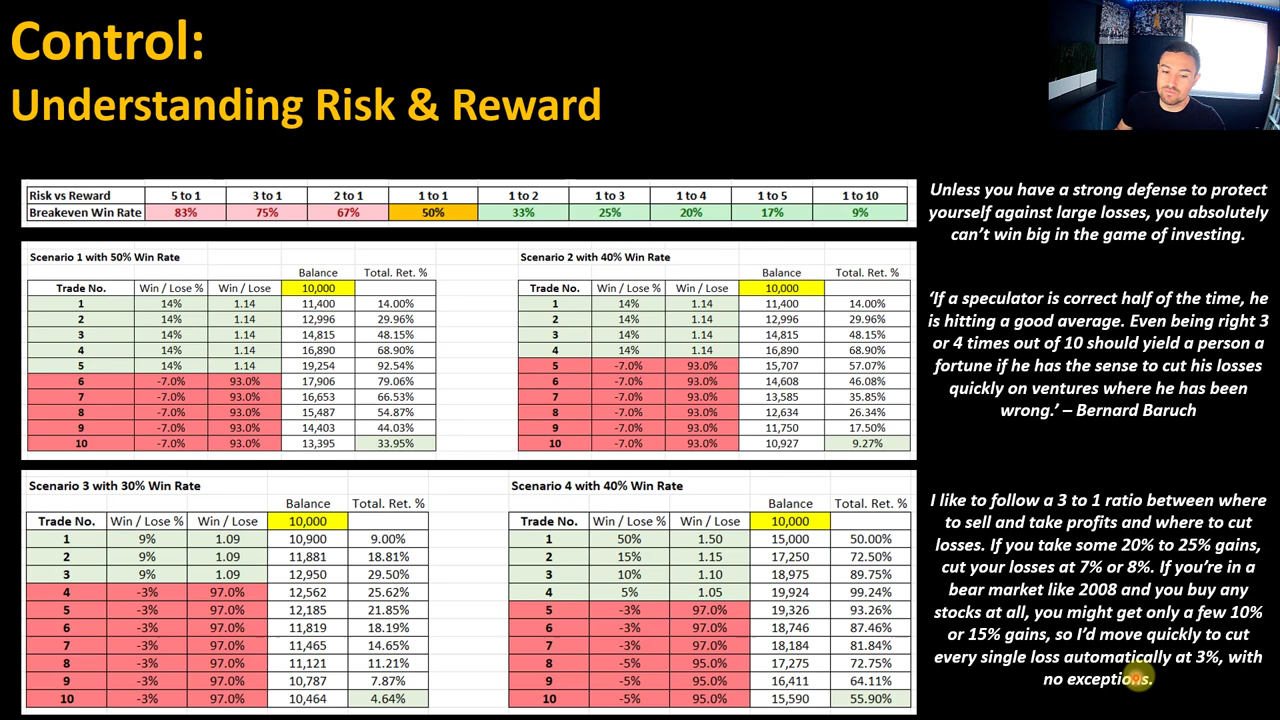 Control:
Understanding Risk & Reward
Risk vs Reward 5 to 1 3 to 1 2 to 1 1 to 1 1 to 2 1 to 3 1 to 4 1 to 5 1 to 10
Breakeven Win Rate 83% 75% 67% 50% 33% 25% 20% 17% 9%
Scenario 1 with 50% Win Rate
Balance Total. Ret. %
Trade No. Win / Lose % Win / Lose 10,000
1 14% 1.14 11,400 14.00%
2 14% 1.14 12,996 29.96%
3 14% 1.14 14,815 48.15%
4 14% 1.14 16,890 68.90%
5 14% 1.14 19,254 92.54%
6 -7.0% 93.0% 17,906 79.06%
7 -7.0% 93.0% 16,653 66.53%
8 -7.0% 93.0% 15,487 54.87%
9 -7.0% 93.0% 14,403 44.03%
10 -7.0% 93.0% 13,395 33.95%
Scenario 2 with 40% Win Rate
Balance Total. Ret. %
Trade No. Win / Lose % Win / Lose 10,000
1 14% 1.14 11,400 14.00%
2 14% 1.14 12,996 29.96%
3 14% 1.14 14,815 48.15%
4 14% 1.14 16,890 68.90%
5 -7.0% 93.0% 15,707 57.07%
6 -7.0% 93.0% 14,608 46.08%
7 -7.0% 93.0% 13,585 35.85%
8 -7.0% 93.0% 12,634 26.34%
9 -7.0% 93.0% 11,750 17.50%
10 -7.0% 93.0% 10,927 9.27%
Scenario 3 with 30% Win Rate
Balance Total. Ret. %
Trade No. Win / Lose % Win / Lose 10,000
1 9% 1.09 10,900 9.00%
2 9% 1.09 11,881 18.81%
3 9% 1.09 12,950 29.50%
4 -3% 97.0% 12,562 25.62%
5 -3% 97.0% 12,185 21.85%
6 -3% 97.0% 11,819 18.19%
7 -3% 97.0% 11,465 14.65%
8 -3% 97.0% 11,121 11.21%
9 -3% 97.0% 10,787 7.87%
10 -3% 97.0% 10,464 4.64%
Scenario 4 with 40% Win Rate
Balance Total. Ret. %
Trade No. Win / Lose % Win / Lose 10,000
1 50% 1.50 15,000 50.00%
2 15% 1.15 17,250 72.50%
3 10% 1.10 18,975 89.75%
4 5% 1.05 19,924 99.24%
5 -3% 97.0% 19,326 93.26%
6 -3% 97.0% 18,746 87.46%
7 -3% 97.0% 18,184 81.84%
8 -5% 95.0% 17,275 72.75%
9 -5% 95.0% 16,411 64.11%
10 -5% 95.0% 15,590 55.90%
Unless you have a strong defense to protect
yourself against large losses, you absolutely
can't win big in the game of investing.
'If a speculator is correct half of the time, he
is hitting a good average. Even being right 3
or 4 times out of 10 should yield a person a
fortune if he has the sense to cut his losses
quickly on ventures where he has been
wrong.' – Bernard Baruch
I like to follow a 3 to 1 ratio between where
to sell and take profits and where to cut
losses. If you take some 20% to 25% gains,
cut your losses at 7% or 8%. If you're in a
bear market like 2008 and you buy any
stocks at all, you might get only a few 10%
or 15% gains, so I'd move quickly to cut
every single loss automatically at 3%, with
no exceptions.